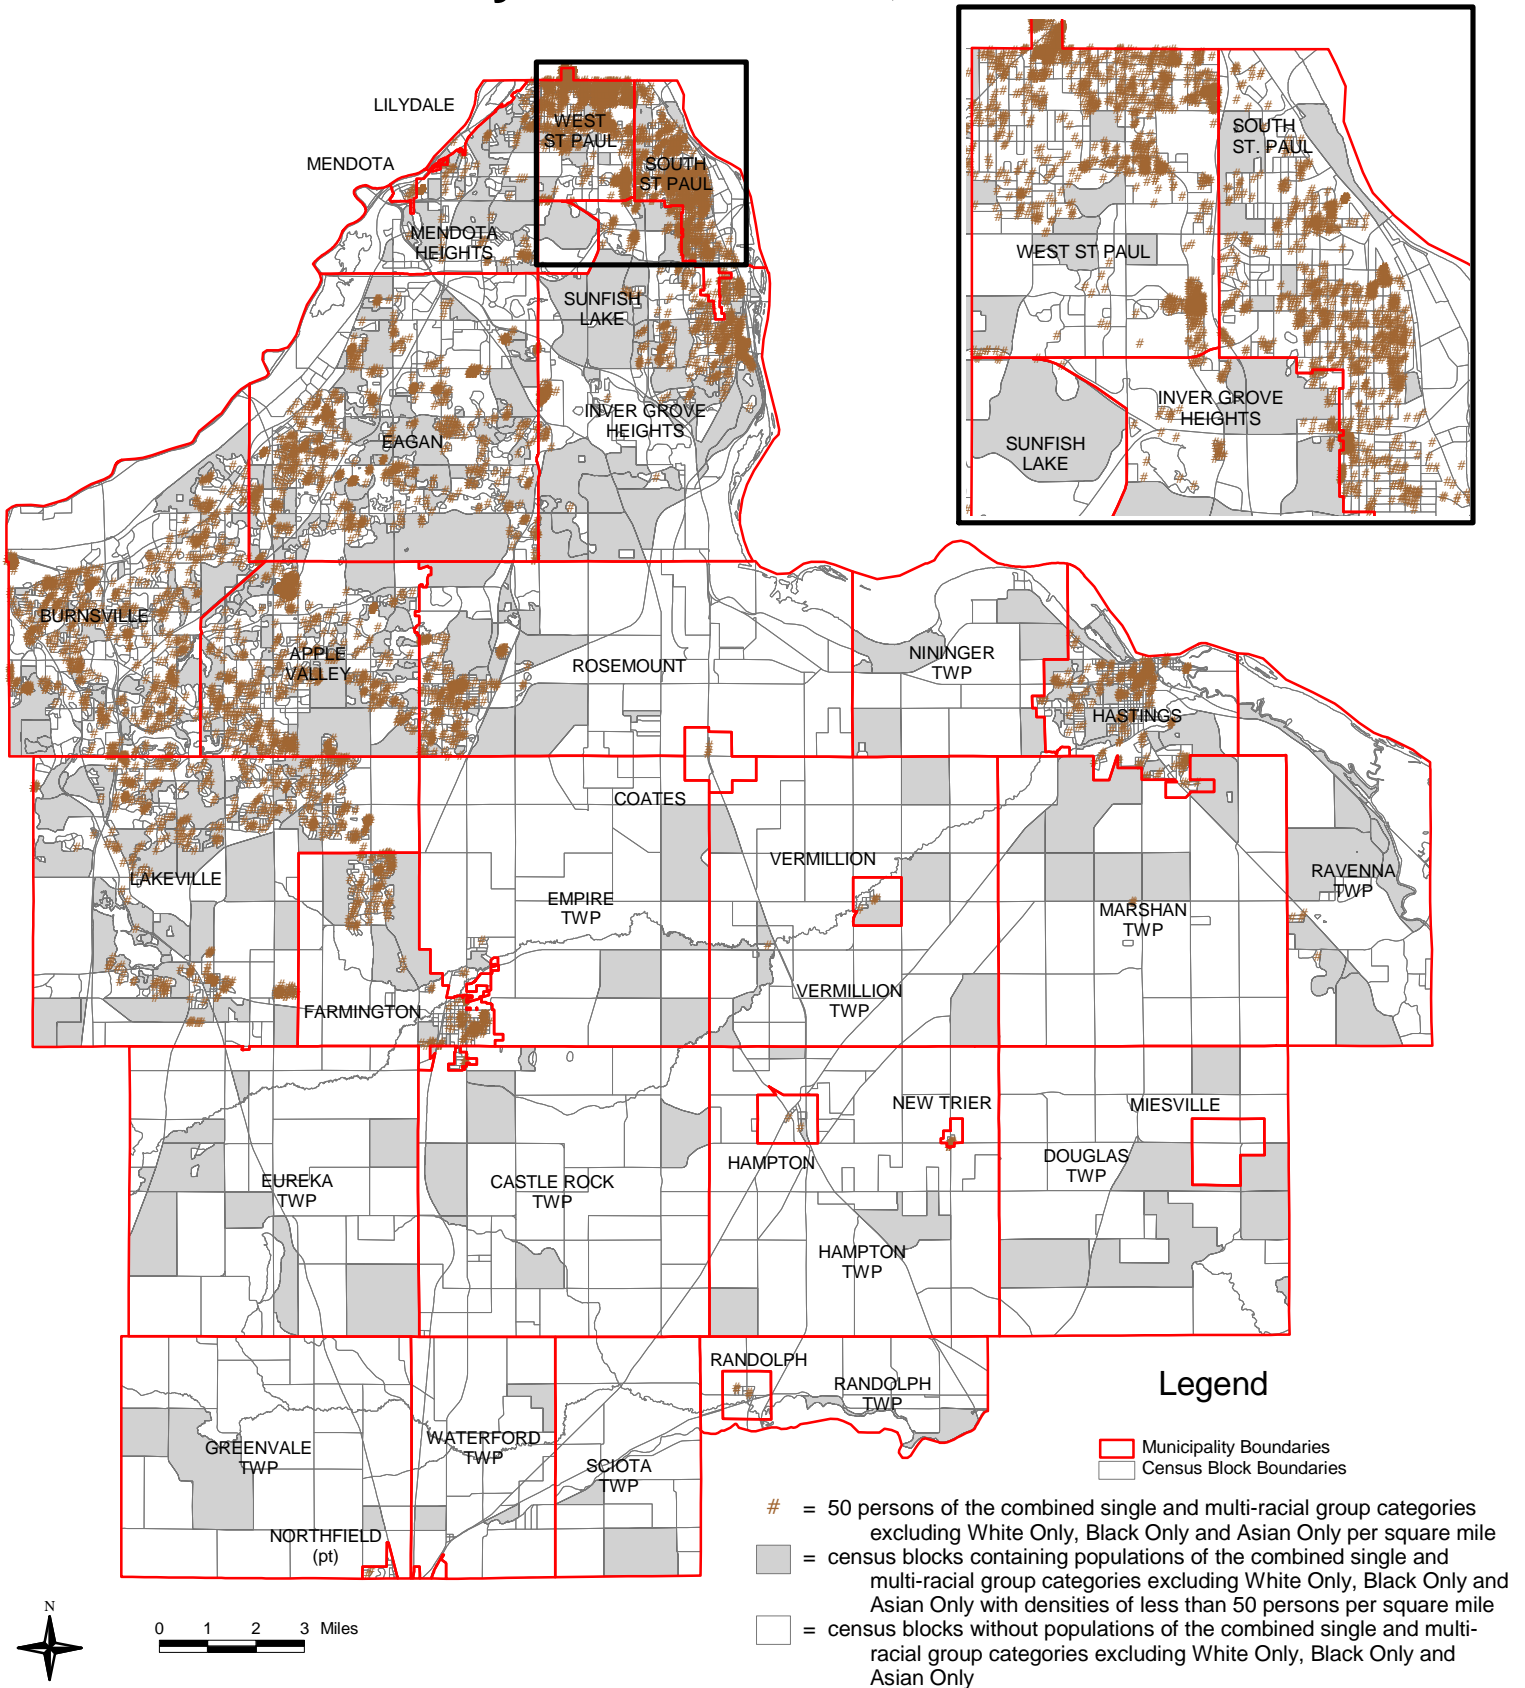 LILYDALE
MENDOTA
WEST
ST PAUL
SOUTH
ST PAUL
MENDOTA
HEIGHTS
SUNFISH
LAKE
INVER GROVE
HEIGHTS
EAGAN
BURNSVILLE
APPLE
VALLEY
ROSEMOUNT
NININGER
TWP
HASTINGS
COATES
VERMILLION
LAKEVILLE
EMPIRE
TWP
MARSHAN
TWP
RAVENNA
TWP
VERMILLION
TWP
FARMINGTON
NEW TRIER
MIESVILLE
HAMPTON
DOUGLAS
TWP
EUREKA
TWP
CASTLE ROCK
TWP
HAMPTON
TWP
RANDOLPH
RANDOLPH
TWP
GREENVALE
TWP
WATERFORD
TWP
SCIOTA
TWP
NORTHFIELD
(pt)
SOUTH
ST. PAUL
WEST ST PAUL
INVER GROVE
HEIGHTS
SUNFISH
LAKE
Legend
Municipality Boundaries
Census Block Boundaries
# = 50 persons of the combined single and multi-racial group categories
excluding White Only, Black Only and Asian Only per square mile
= census blocks containing populations of the combined single and
multi-racial group categories excluding White Only, Black Only and
Asian Only with densities of less than 50 persons per square mile
= census blocks without populations of the combined single and multi-
racial group categories excluding White Only, Black Only and
Asian Only
N
0 1 2 3 Miles